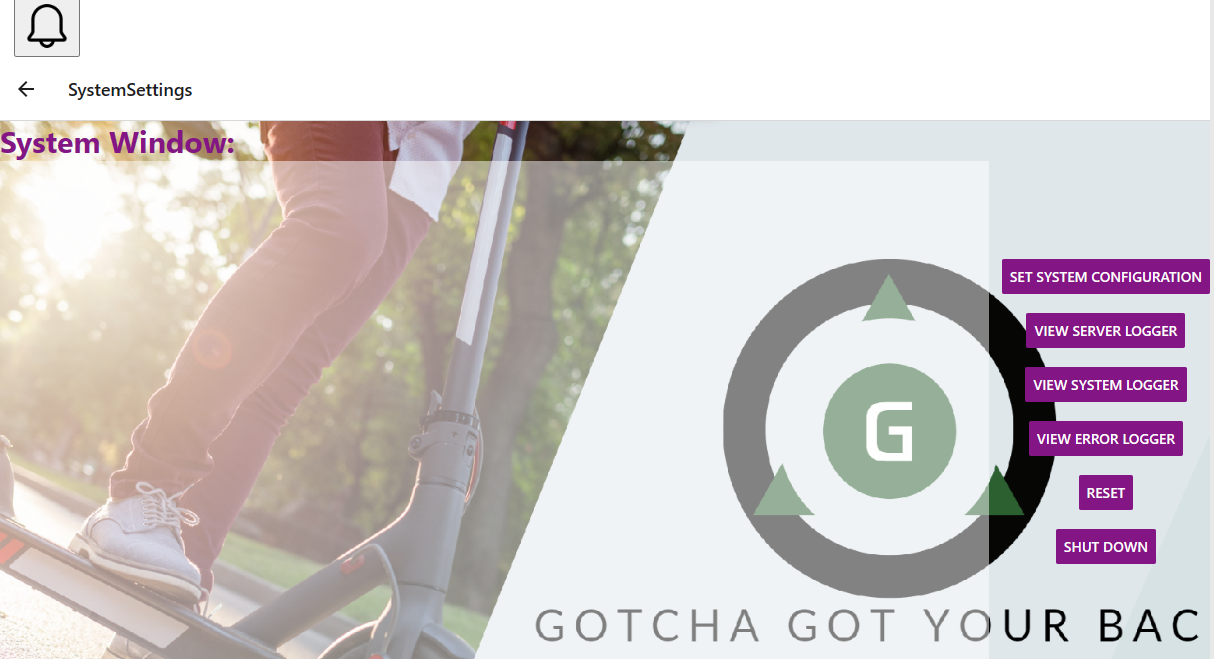 SystemSettings
System Window:
SET SYSTEM CONFIGURATION
VIEW SERVER LOGGER
VIEW SYSTEM LOGGER
VIEW ERROR LOGGER
G
RESET
SHUT DOWN
GOTCHA GOT YOUR BAC